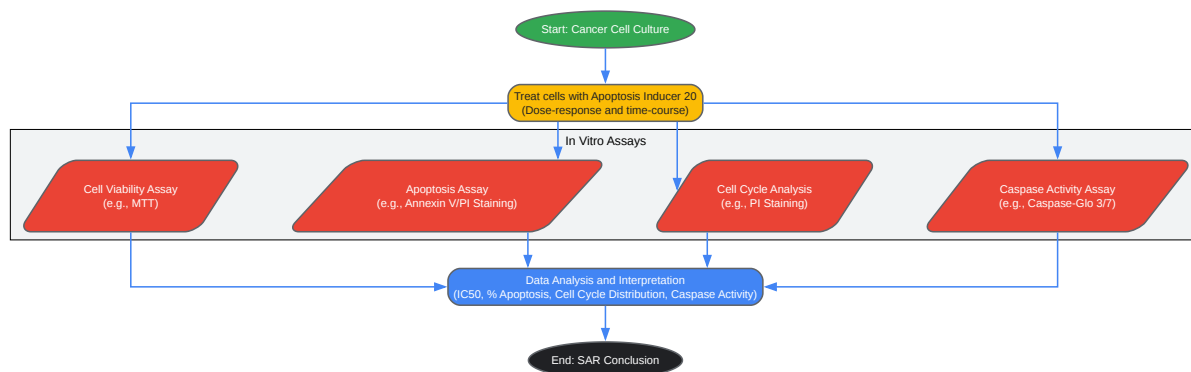 Start: Cancer Cell Culture
Treat cells with Apoptosis Inducer 20
(Dose-response and time-course)
In Vitro Assays
Cell Viability Assay
(e.g., MTT)
Apoptosis Assay
(e.g., Annexin V/PI Staining)
Cell Cycle Analysis
(e.g., PI Staining)
Caspase Activity Assay
(e.g., Caspase-Glo 3/7)
Data Analysis and Interpretation
(IC50, % Apoptosis, Cell Cycle Distribution, Caspase Activity)
End: SAR Conclusion